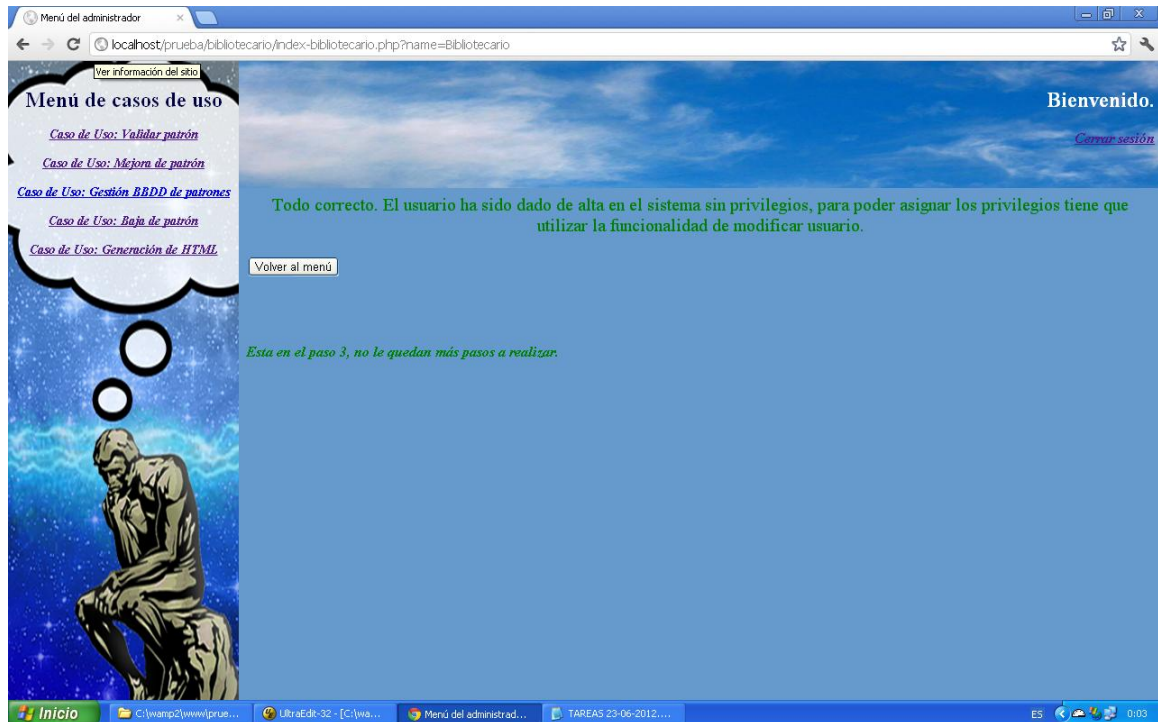 Menú del administrador
localhost/prueba/bibliotecario/index-bibliotecario.php?name=Bibliotecario
Ver información del sitio
Menú de casos de uso
Caso de Uso: Validar patrón
Caso de Uso: Mejora de patrón
Caso de Uso: Gestión BBDD de patrones
Caso de Uso: Baja de patrón
Caso de Uso: Generación de HTML
Bienvenido.
Cerrar sesión
Todo correcto. El usuario ha sido dado de alta en el sistema sin privilegios, para poder asignar los privilegios tiene que
utilizar la funcionalidad de modificar usuario.
Volver al menú
Esta en el paso 3, no le quedan más pasos a realizar.
Inicio
C:\wamp2\www\prue...
UltraEdit-32 - [C:\wa...
Menú del administrad...
TAREAS 23-06-2012....
ES
0:03